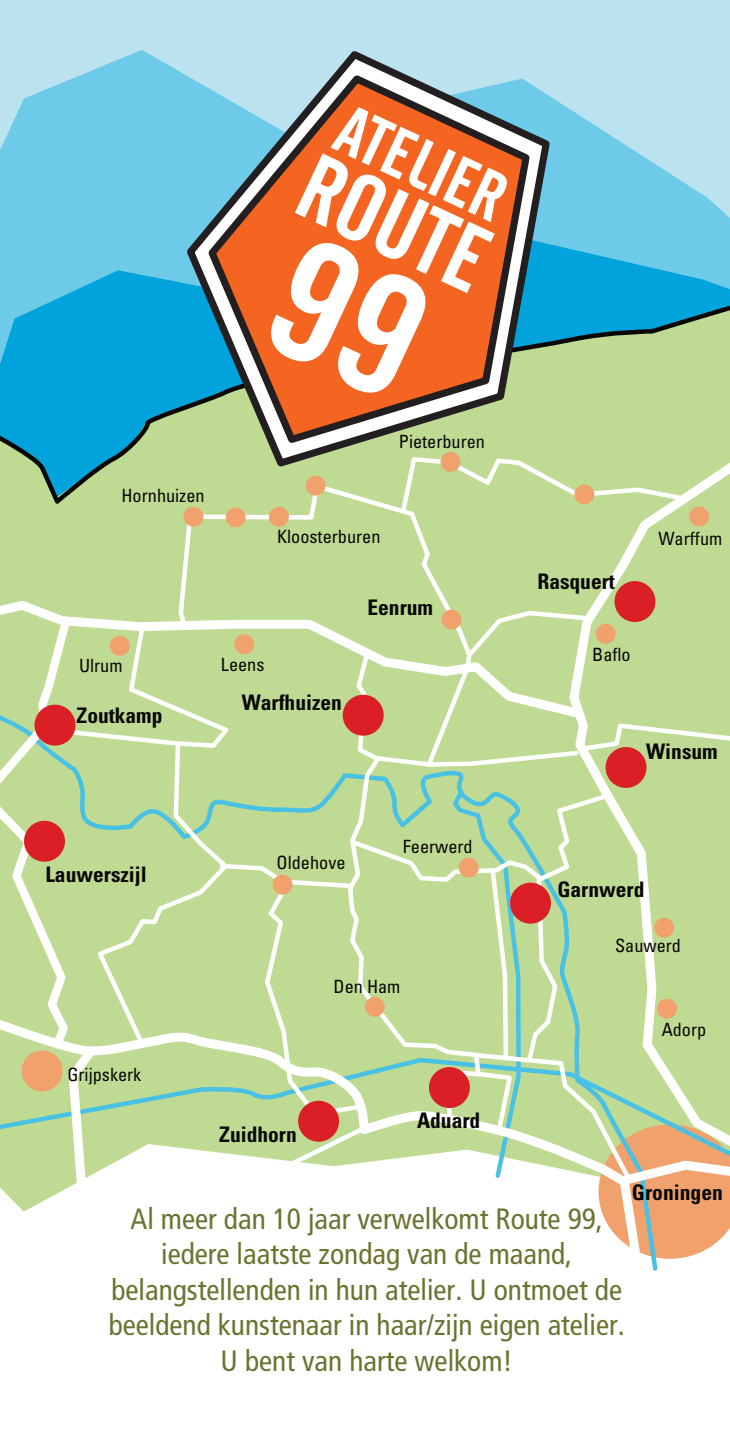 ATELIER
ROUTE
99
Pieterburen
Hornhuizen
Kloosterburen
Warffum
Rasquert
Eenrum
Baflo
Ulrum
Leens
Warfhuizen
Zoutkamp
Winsum
Feerwerd
Oldehove
Lauwerszijl
Garnwerd
Sauwerd
Den Ham
Adorp
Grijpskerk
Aduard
Zuidhorn
Groningen
Al meer dan 10 jaar verwelkomt Route 99,
iedere laatste zondag van de maand,
belangstellenden in hun atelier. U ontmoet de
beeldend kunstenaar in haar/zijn eigen atelier.
U bent van harte welkom!